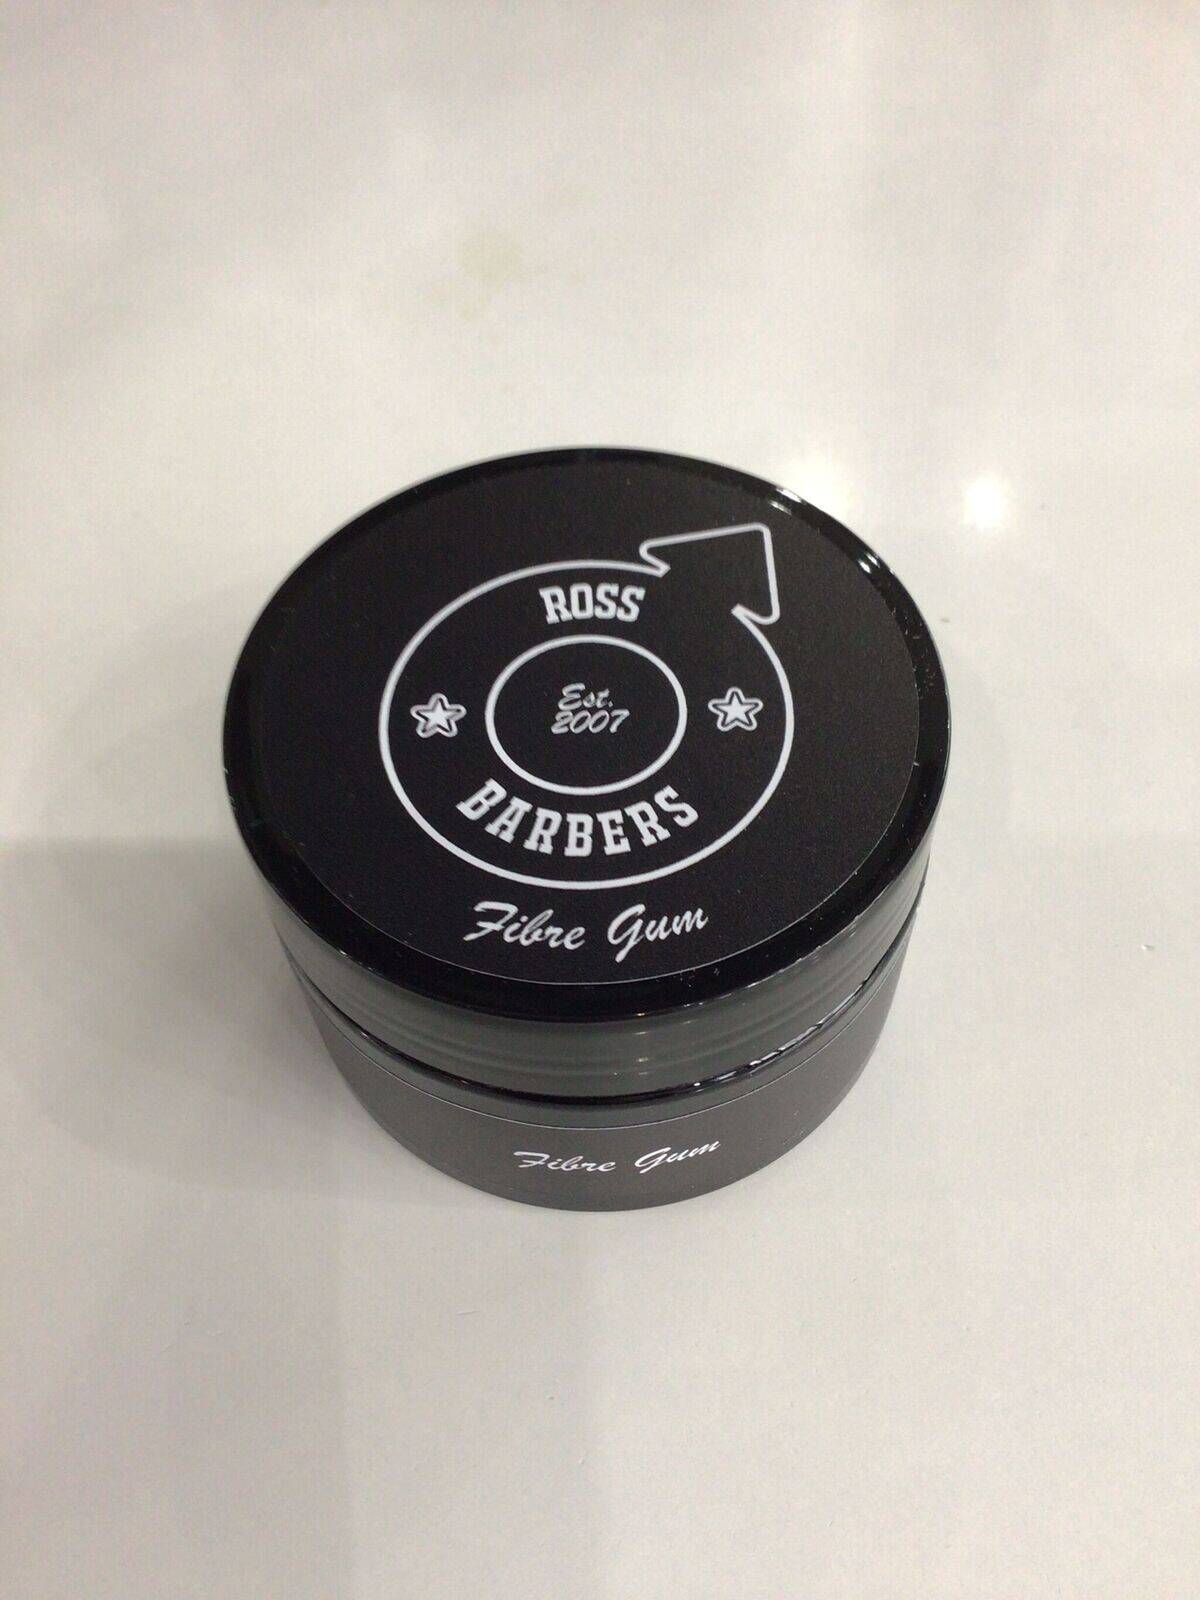 ROSS
Est.
2007
BARBERS
Fibre Gum
Fibre Gum